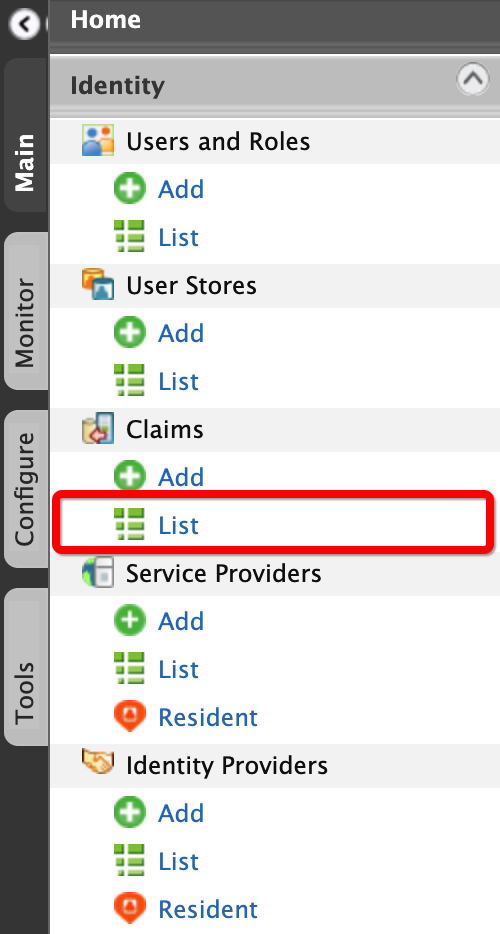 Home
Identity
Users and Roles
Add
List
User Stores
Add
List
Claims
Add
List
Service Providers
Add
List
Resident
Identity Providers
Add
List
Resident
Main
Monitor
Configure
Tools